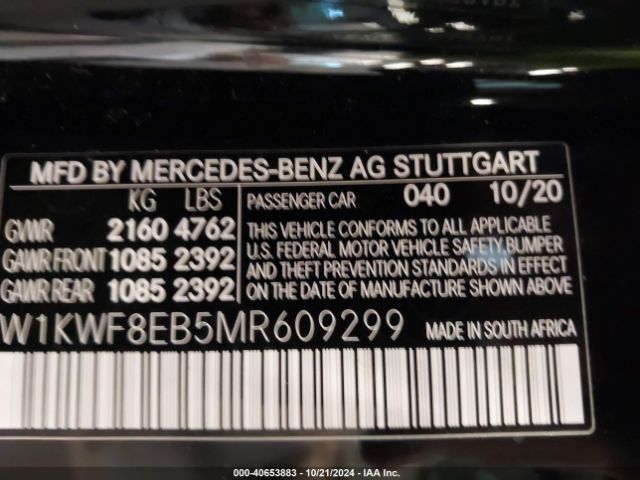 MFD BY MERCEDES-BENZ AG STUTTGART
KG LBS
GVWR 2160 4762
GAWR FRONT 1085 2392
GAWR REAR 1085 2392
PASSENGER CAR 040 10/20
THIS VEHICLE CONFORMS TO ALL APPLICABLE
U.S. FEDERAL MOTOR VEHICLE SAFETY, BUMPER
AND THEFT PREVENTION STANDARDS IN EFFECT
ON THE DATE OF MANUFACTURE SHOWN ABOVE
W1KWF8EB5MR609299 MADE IN SOUTH AFRICA
000-40653883 - 10/21/2024 - IAA Inc.